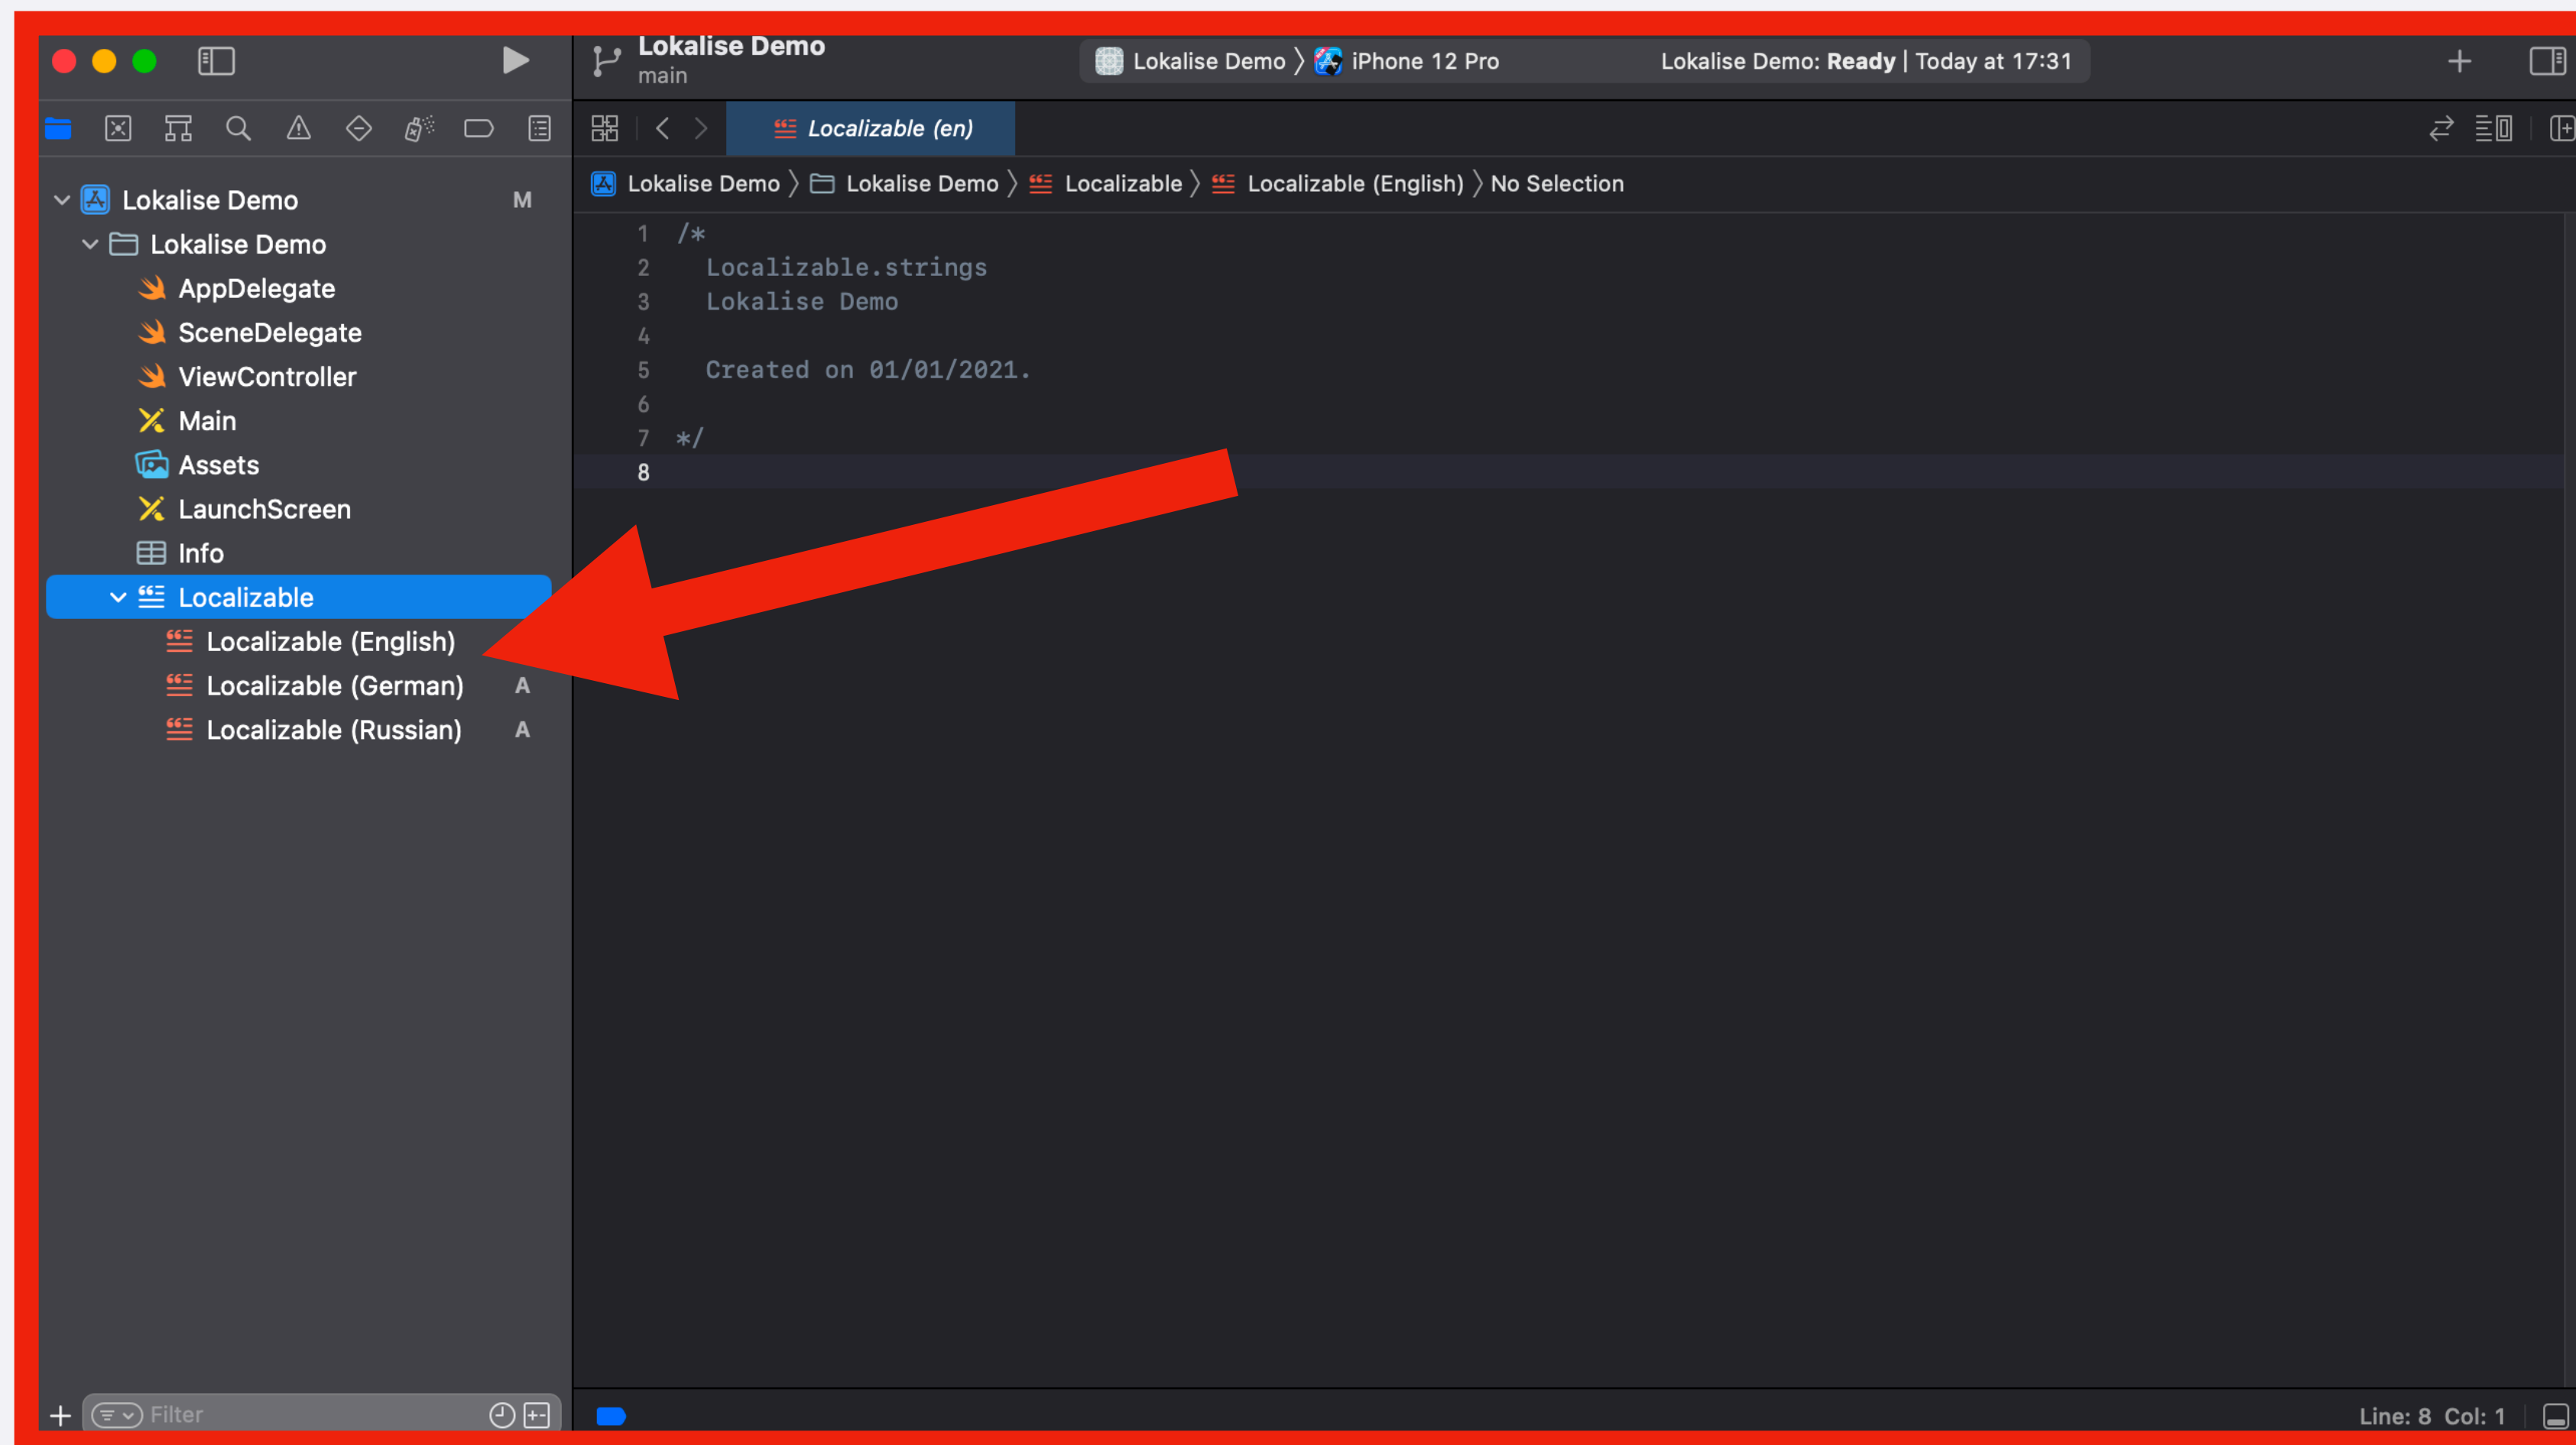 Lokalise Demo
main
Lokalise Demo 〉 iPhone 12 Pro
Lokalise Demo: Ready | Today at 17:31
Localizable (en)
Lokalise Demo 〉 Lokalise Demo 〉 Localizable 〉 Localizable (English) 〉 No Selection
Lokalise Demo M
Lokalise Demo
AppDelegate
SceneDelegate
ViewController
Main
Assets
LaunchScreen
Info
Localizable
Localizable (English)
Localizable (German) A
Localizable (Russian) A
Filter
1 /*
2 Localizable.strings
3 Lokalise Demo
4
5 Created on 01/01/2021.
6
7 */
8
Line: 8 Col: 1